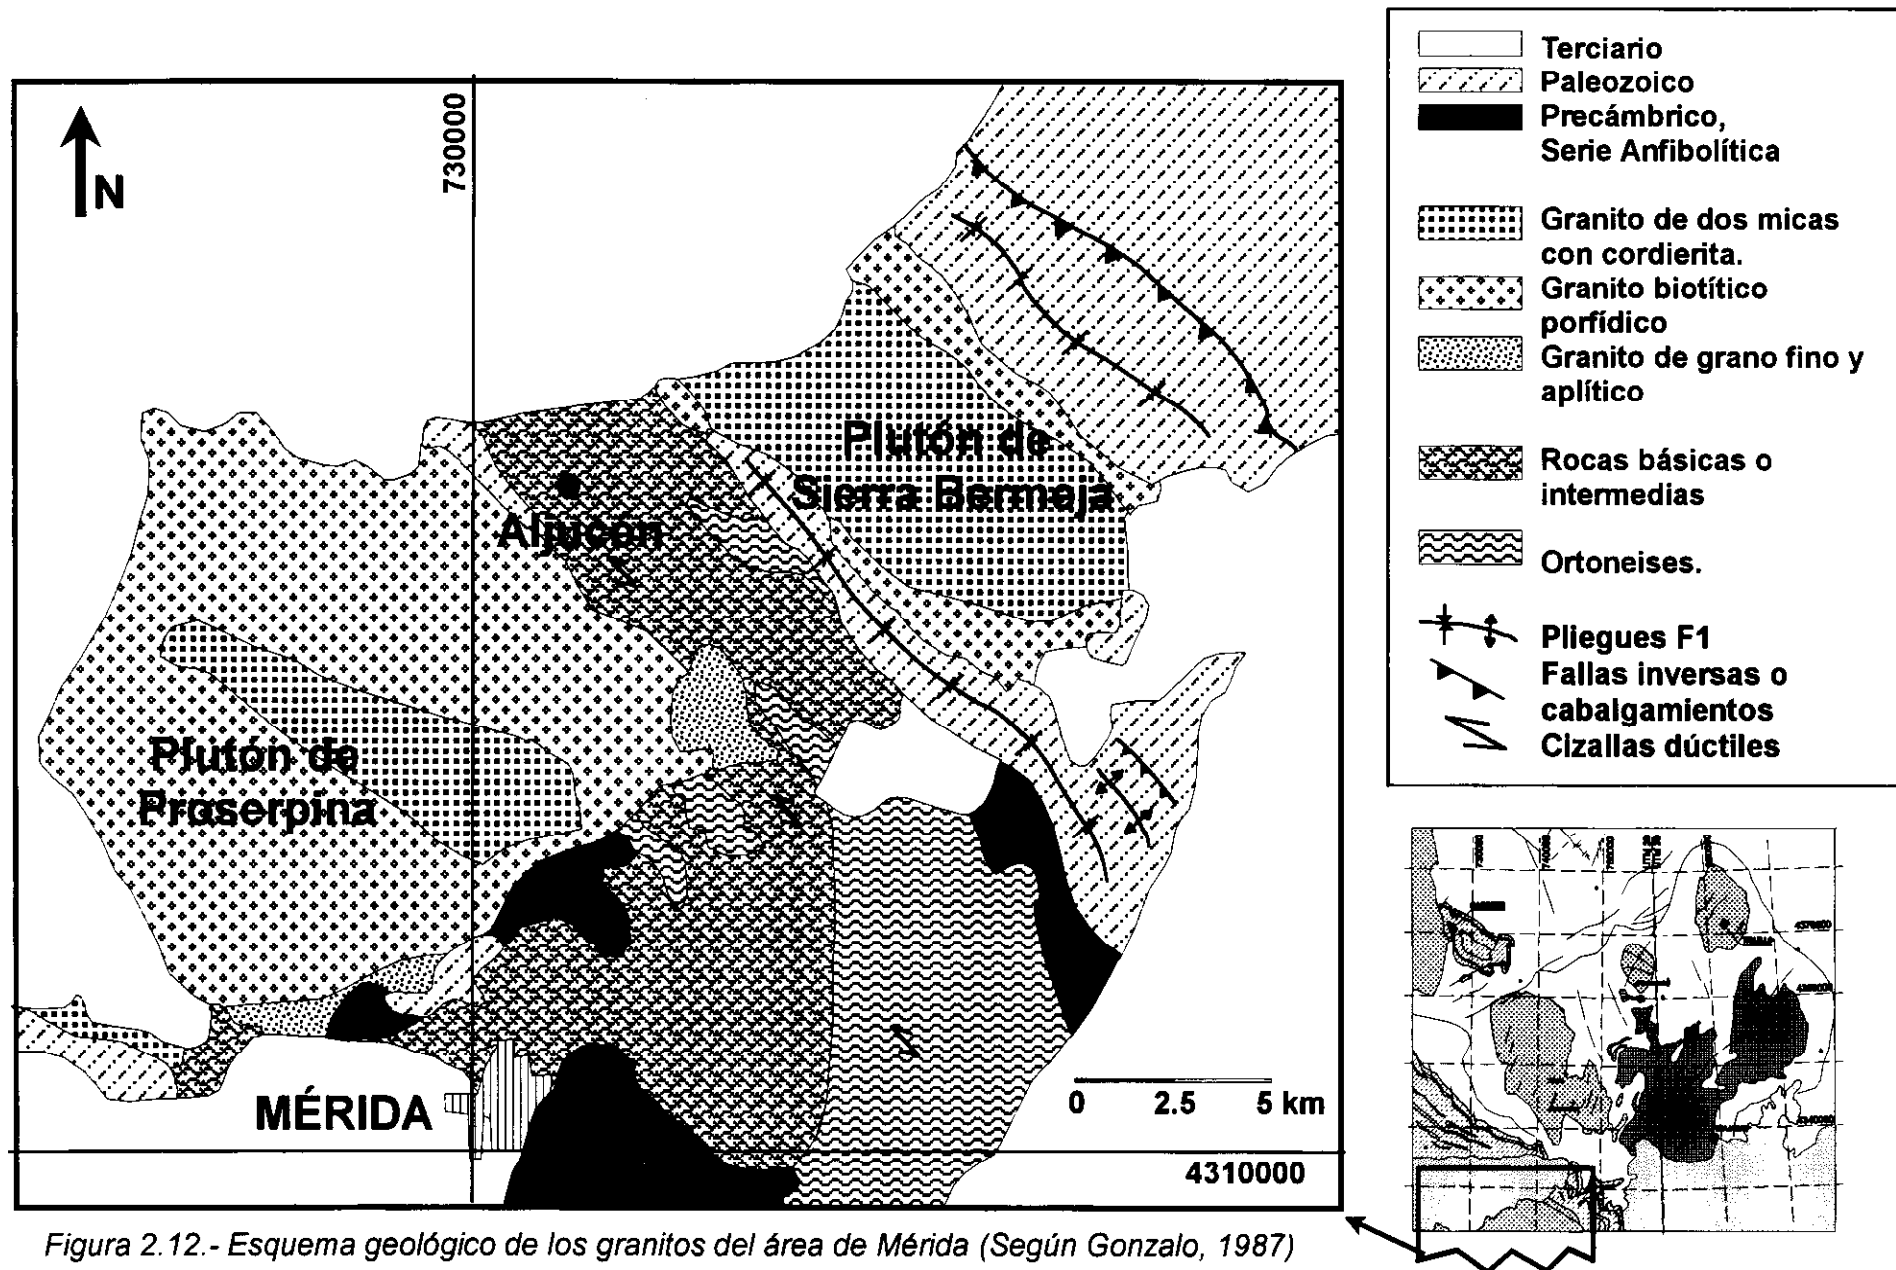 N
730000
Plutón de
Sierra Bermeja
Aljucén
Plutón de
Proserpina
MÉRIDA
0 2.5 5 km
4310000
Terciario
Paleozoico
Precámbrico,
Serie Anfibolítica
Granito de dos micas
con cordierita.
Granito biotítico
porfídico
Granito de grano fino y
aplítico
Rocas básicas o
intermedias
Ortoneises.
Pliegues F1
Fallas inversas o
cabalgamientos
Cizallas dúctiles
Figura 2.12.- Esquema geológico de los granitos del área de Mérida (Según Gonzalo, 1987)